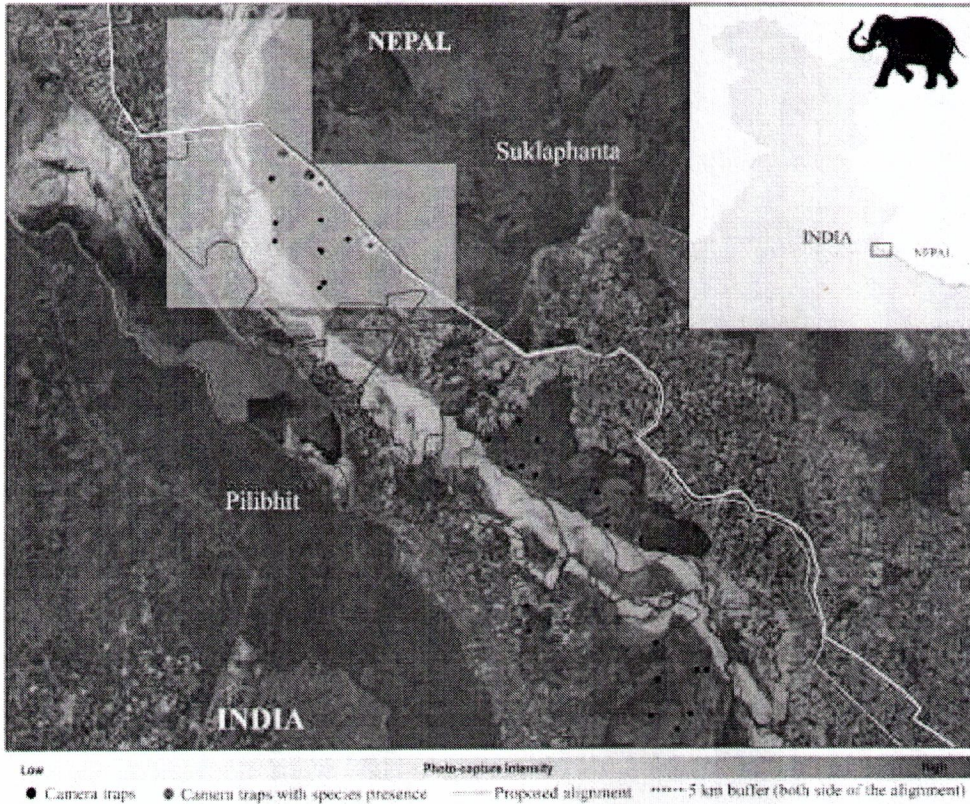 NEPAL
Suklaphanta
INDIA
NEPAL
Pilibhit
INDIA
Low Photo-capture Intensity High
Camera traps Camera traps with species presence Proposed alignment 5 km buffer (both side of the alignment)